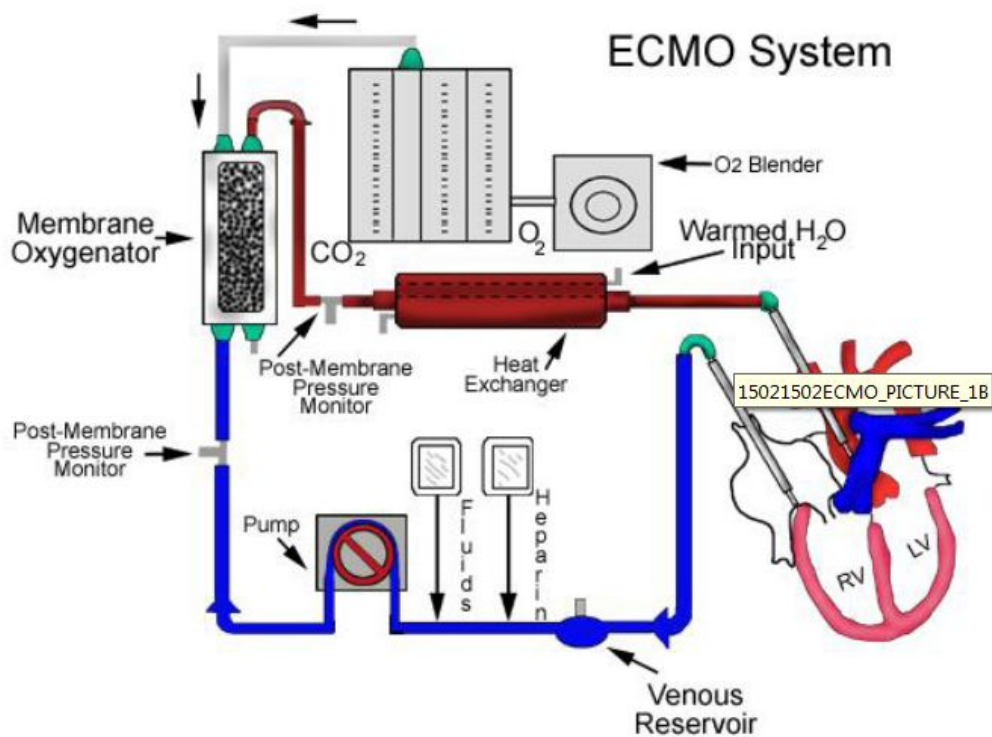 ECMO System
O2 Blender
O2
Warmed H2O
Input
Membrane
Oxygenator
CO2
Post-Membrane
Pressure
Monitor
Heat
Exchanger
15021502ECMO_PICTURE_1B
Post-Membrane
Pressure
Monitor
Pump
Fluids
Heparin
RV
LV
Venous
Reservoir